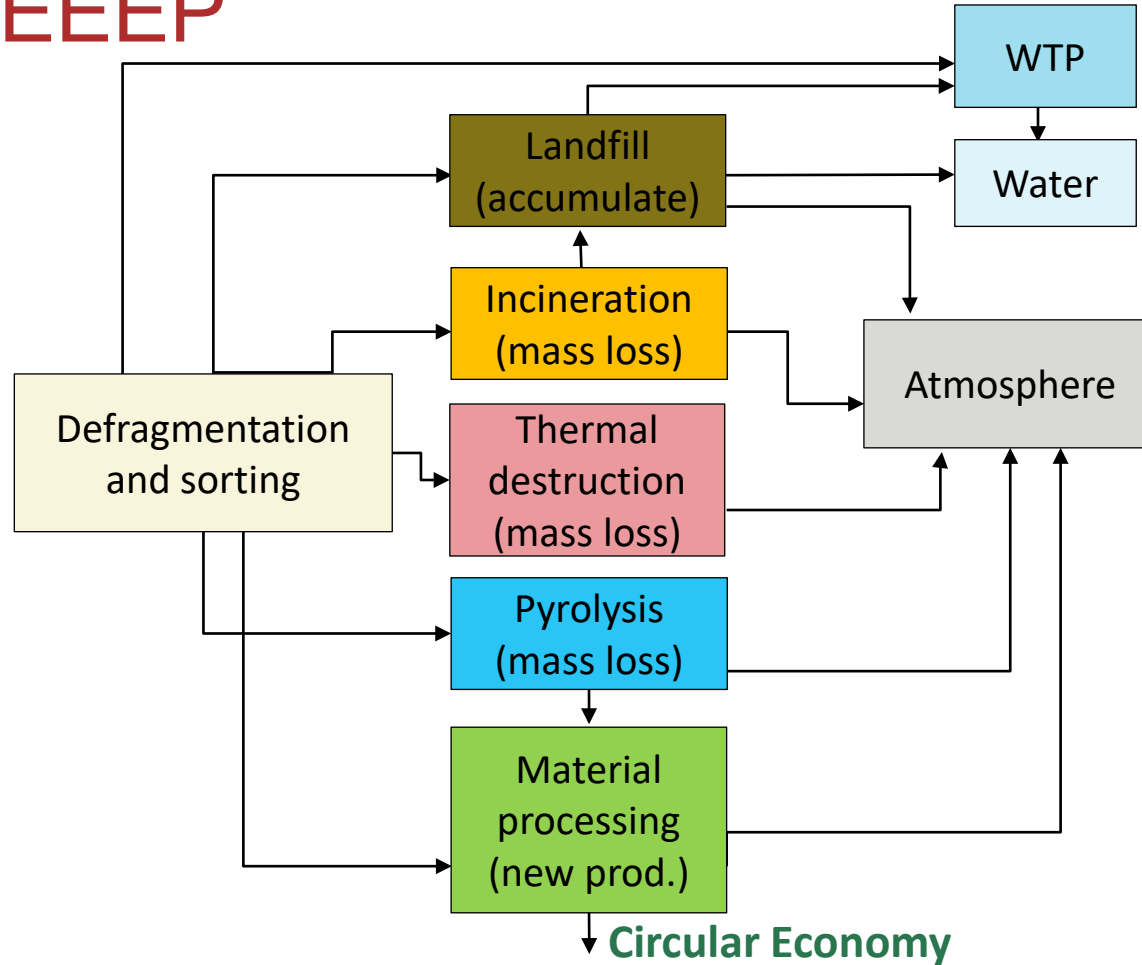 EEEP
WTP
Landfill
(accumulate)
Water
Incineration
(mass loss)
Atmosphere
Defragmentation
and sorting
Thermal
destruction
(mass loss)
Pyrolysis
(mass loss)
Material
processing
(new prod.)
Circular Economy